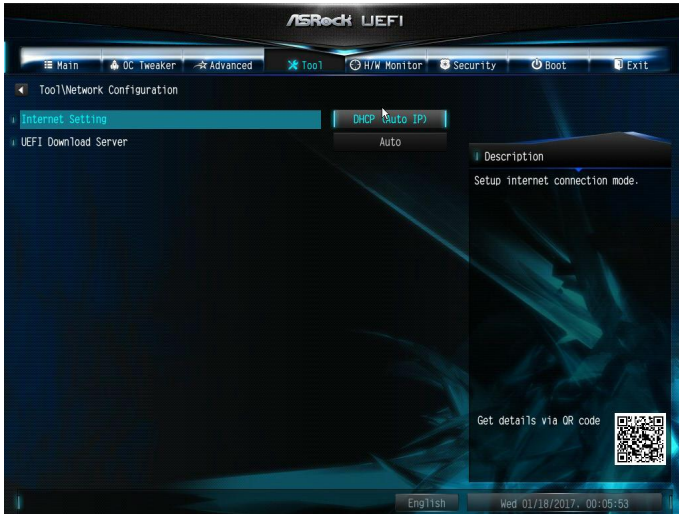 ASRock UEFI
Main OC Tweaker Advanced Tool H/W Monitor Security Boot Exit
Tool\Network Configuration
Internet Setting DHCP (Auto IP)
UEFI Download Server Auto
Description
Setup internet connection mode.
Get details via QR code
English Wed 01/18/2017, 00:05:53